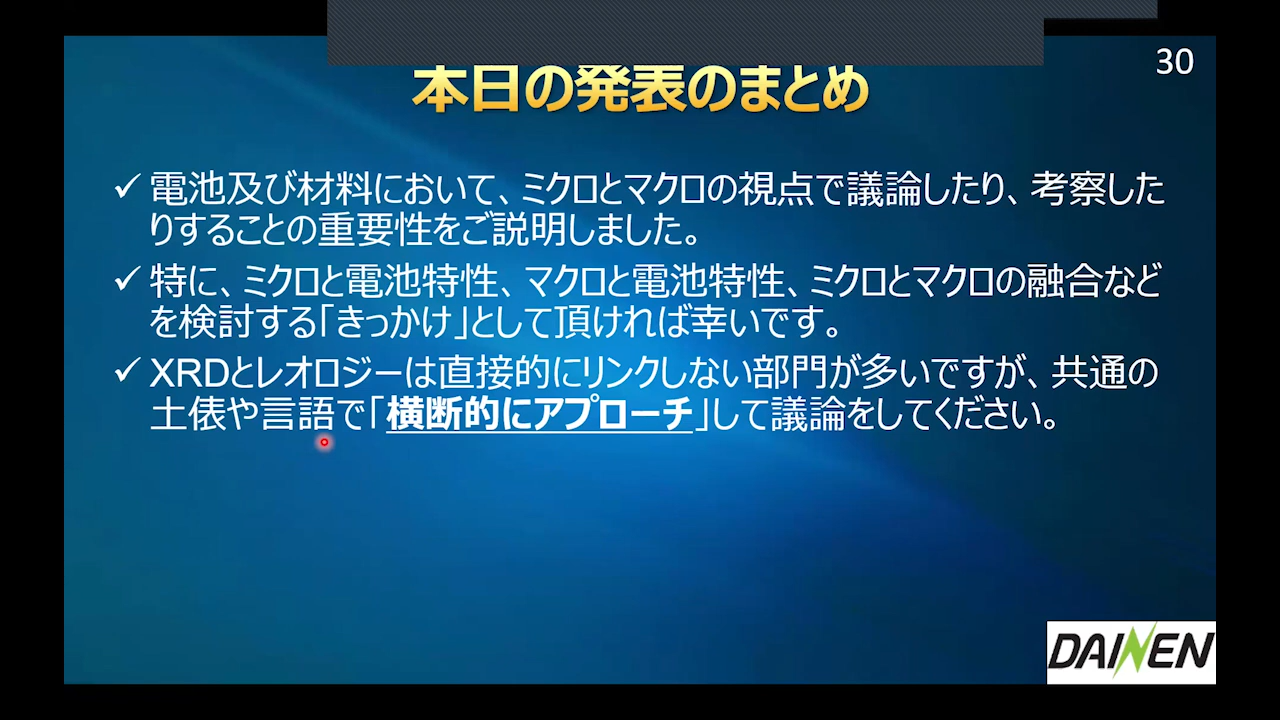 30
本日の発表のまとめ
✓ 電池及び材料において、ミクロとマクロの視点で議論したり、考察した
りすることの重要性をご説明しました。
✓ 特に、ミクロと電池特性、マクロと電池特性、ミクロとマクロの融合など
を検討する「きっかけ」として頂ければ幸いです。
✓ XRDとレオロジーは直接的にリンクしない部門が多いですが、共通の
土俵や言語で「横断的にアプローチ」して議論をしてください。
DAINEN